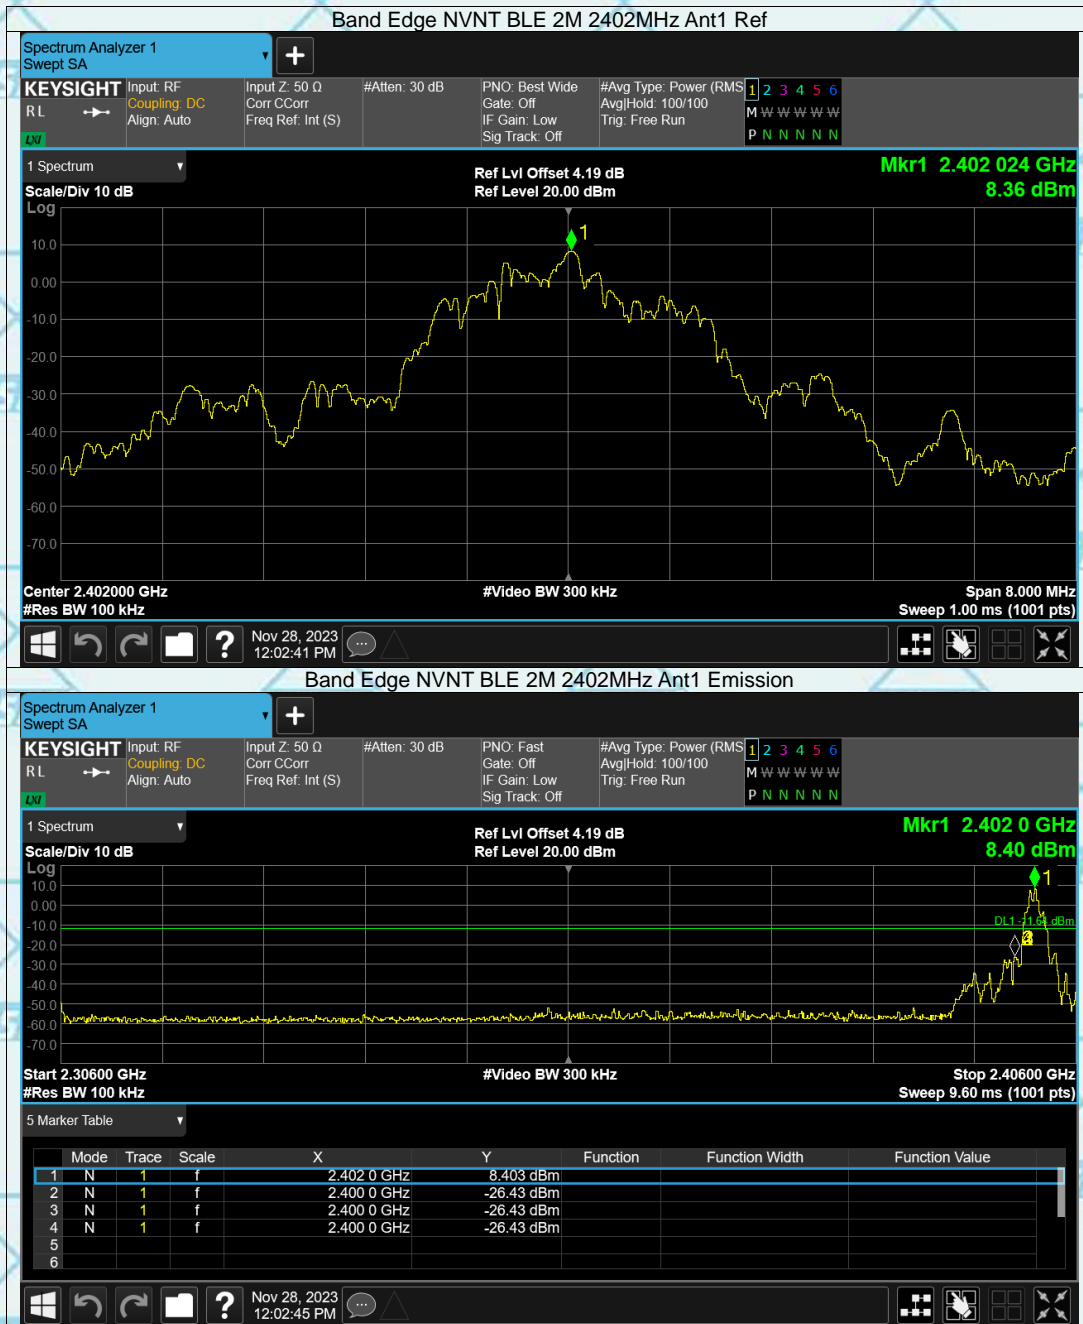 Band Edge NVNT BLE 2M 2402MHz Ant1 Ref
Spectrum Analyzer 1
Swept SA
+
KEYSIGHT
RL
LXI
Input: RF
Coupling: DC
Align: Auto
Input Z: 50 Ω
Corr CCorr
Freq Ref: Int (S)
#Atten: 30 dB
PNO: Best Wide
Gate: Off
IF Gain: Low
Sig Track: Off
#Avg Type: Power (RMS
Avg|Hold: 100/100
Trig: Free Run
1 2 3 4 5 6
M W W W W W
P N N N N N
1 Spectrum
Scale/Div 10 dB
Ref Lvl Offset 4.19 dB
Ref Level 20.00 dBm
Mkr1 2.402 024 GHz
8.36 dBm
Log
1
10.0
0.00
-10.0
-20.0
-30.0
-40.0
-50.0
-60.0
-70.0
Center 2.402000 GHz
#Res BW 100 kHz
#Video BW 300 kHz
Span 8.000 MHz
Sweep 1.00 ms (1001 pts)
?
Nov 28, 2023
12:02:41 PM
Band Edge NVNT BLE 2M 2402MHz Ant1 Emission
Spectrum Analyzer 1
Swept SA
+
KEYSIGHT
RL
LXI
Input: RF
Coupling: DC
Align: Auto
Input Z: 50 Ω
Corr CCorr
Freq Ref: Int (S)
#Atten: 30 dB
PNO: Fast
Gate: Off
IF Gain: Low
Sig Track: Off
#Avg Type: Power (RMS
Avg|Hold: 100/100
Trig: Free Run
1 2 3 4 5 6
M W W W W W
P N N N N N
1 Spectrum
Scale/Div 10 dB
Ref Lvl Offset 4.19 dB
Ref Level 20.00 dBm
Mkr1 2.402 0 GHz
8.40 dBm
Log
1
10.0
0.00
-10.0
DL1 -11.64 dBm
-20.0
-30.0
-40.0
-50.0
-60.0
-70.0
Start 2.30600 GHz
#Res BW 100 kHz
#Video BW 300 kHz
Stop 2.40600 GHz
Sweep 9.60 ms (1001 pts)
5 Marker Table
Mode Trace Scale X Y Function Function Width Function Value
1 N 1 f 2.402 0 GHz 8.403 dBm
2 N 1 f 2.400 0 GHz -26.43 dBm
3 N 1 f 2.400 0 GHz -26.43 dBm
4 N 1 f 2.400 0 GHz -26.43 dBm
5
6
?
Nov 28, 2023
12:02:45 PM